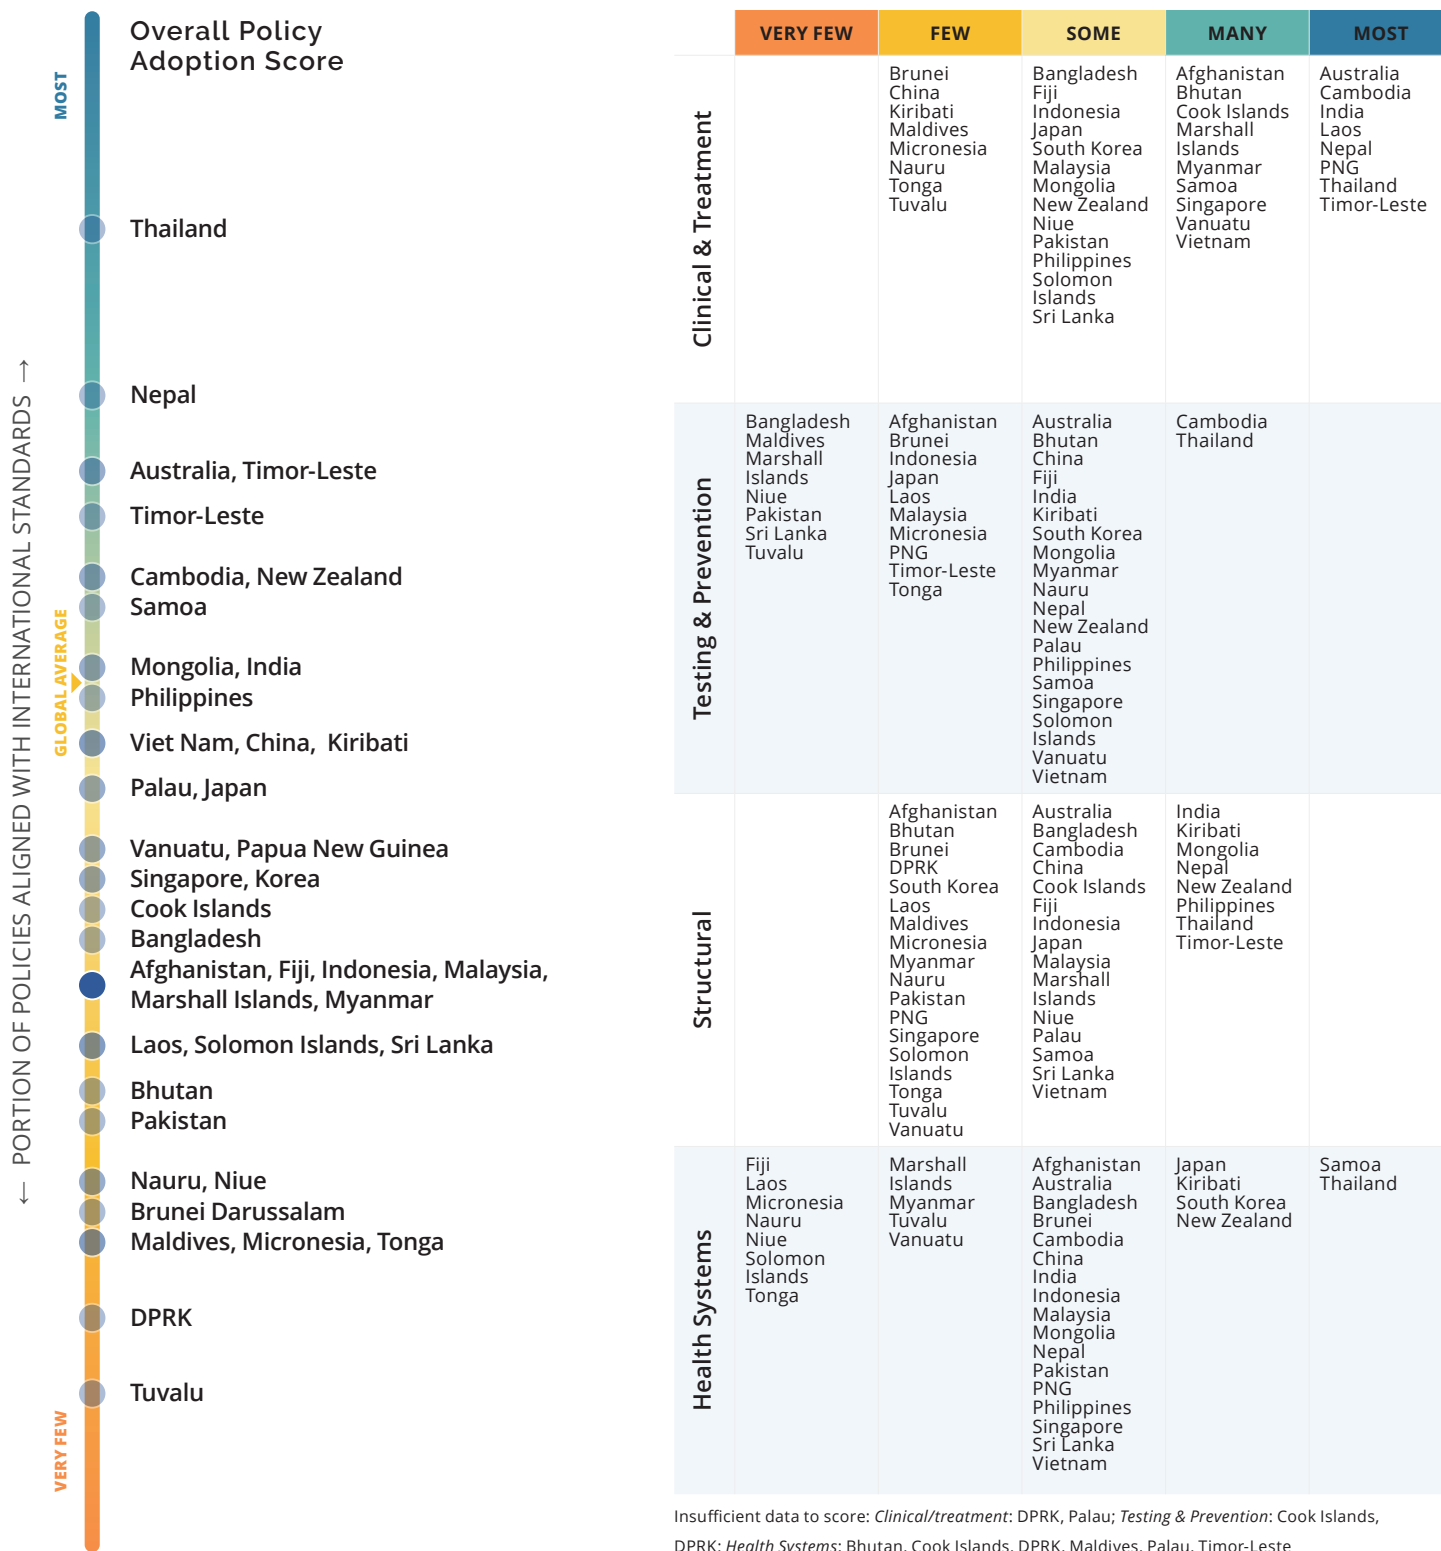 Overall Policy
Adoption Score
MOST
← PORTION OF POLICIES ALIGNED WITH INTERNATIONAL STANDARDS →
GLOBAL AVERAGE
VERY FEW
Thailand
Nepal
Australia, Timor-Leste
Timor-Leste
Cambodia, New Zealand
Samoa
Mongolia, India
Philippines
Viet Nam, China, Kiribati
Palau, Japan
Vanuatu, Papua New Guinea
Singapore, Korea
Cook Islands
Bangladesh
Afghanistan, Fiji, Indonesia, Malaysia,
Marshall Islands, Myanmar
Laos, Solomon Islands, Sri Lanka
Bhutan
Pakistan
Nauru, Niue
Brunei Darussalam
Maldives, Micronesia, Tonga
DPRK
Tuvalu
VERY FEW
FEW
SOME
MANY
MOST
Clinical & Treatment
Brunei
China
Kiribati
Maldives
Micronesia
Nauru
Tonga
Tuvalu
Bangladesh
Fiji
Indonesia
Japan
South Korea
Malaysia
Mongolia
New Zealand
Niue
Pakistan
Philippines
Solomon
Islands
Sri Lanka
Afghanistan
Bhutan
Cook Islands
Marshall
Islands
Myanmar
Samoa
Singapore
Vanuatu
Vietnam
Australia
Cambodia
India
Laos
Nepal
PNG
Thailand
Timor-Leste
Testing & Prevention
Bangladesh
Maldives
Marshall
Islands
Niue
Pakistan
Sri Lanka
Tuvalu
Afghanistan
Brunei
Indonesia
Japan
Laos
Malaysia
Micronesia
PNG
Timor-Leste
Tonga
Australia
Bhutan
China
Fiji
India
Kiribati
South Korea
Mongolia
Myanmar
Nauru
Nepal
New Zealand
Palau
Philippines
Samoa
Singapore
Solomon
Islands
Vanuatu
Vietnam
Cambodia
Thailand
Structural
Afghanistan
Bhutan
Brunei
DPRK
South Korea
Laos
Maldives
Micronesia
Myanmar
Nauru
Pakistan
PNG
Singapore
Solomon
Islands
Tonga
Tuvalu
Vanuatu
Australia
Bangladesh
Cambodia
China
Cook Islands
Fiji
Indonesia
Japan
Malaysia
Marshall
Islands
Niue
Palau
Samoa
Sri Lanka
Vietnam
India
Kiribati
Mongolia
Nepal
New Zealand
Philippines
Thailand
Timor-Leste
Health Systems
Fiji
Laos
Micronesia
Nauru
Niue
Solomon
Islands
Tonga
Marshall
Islands
Myanmar
Tuvalu
Vanuatu
Afghanistan
Australia
Bangladesh
Brunei
Cambodia
China
India
Indonesia
Malaysia
Mongolia
Nepal
Pakistan
PNG
Philippines
Singapore
Sri Lanka
Vietnam
Japan
Kiribati
South Korea
New Zealand
Samoa
Thailand
Insufficient data to score: Clinical/treatment: DPRK, Palau; Testing & Prevention: Cook Islands,
DPRK; Health Systems: Bhutan, Cook Islands, DPRK, Maldives, Palau, Timor-Leste